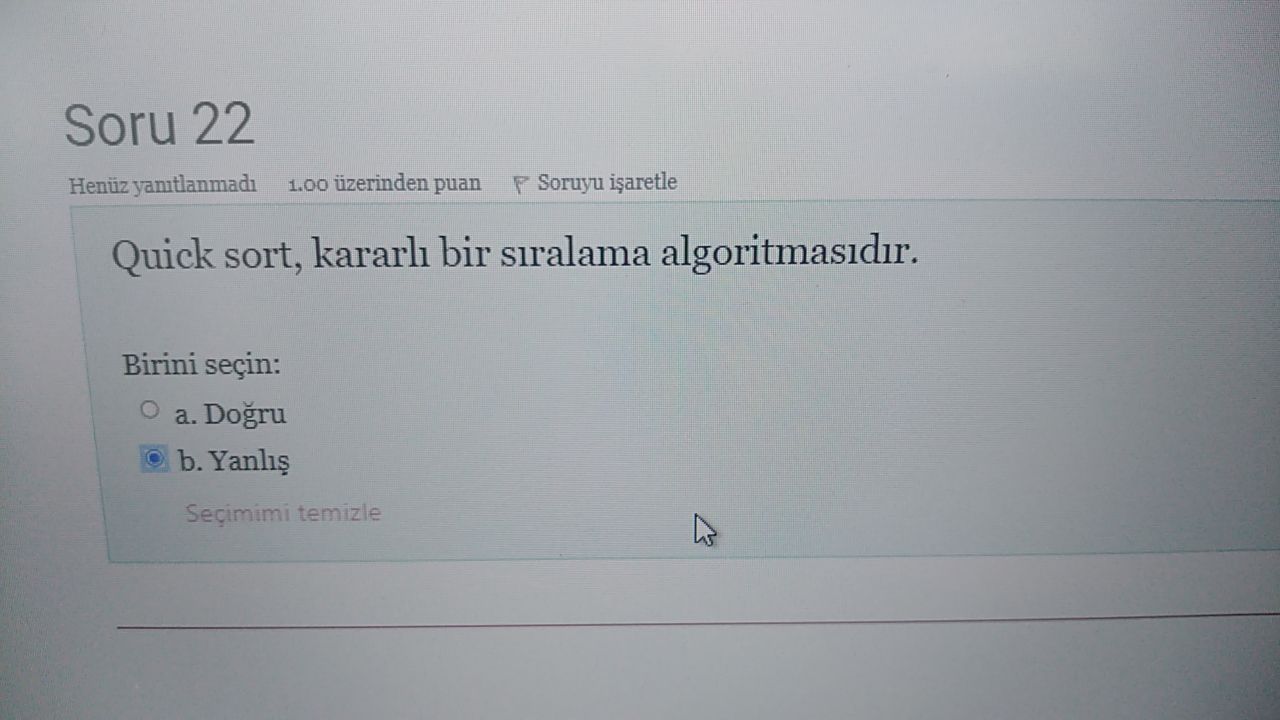 Soru 22
Henüz yanıtlanmadı 1.00 üzerinden puan Soruyu işaretle
Quick sort, kararlı bir sıralama algoritmasıdır.
Birini seçin:
a. Doğru
b. Yanlış
Seçimimi temizle